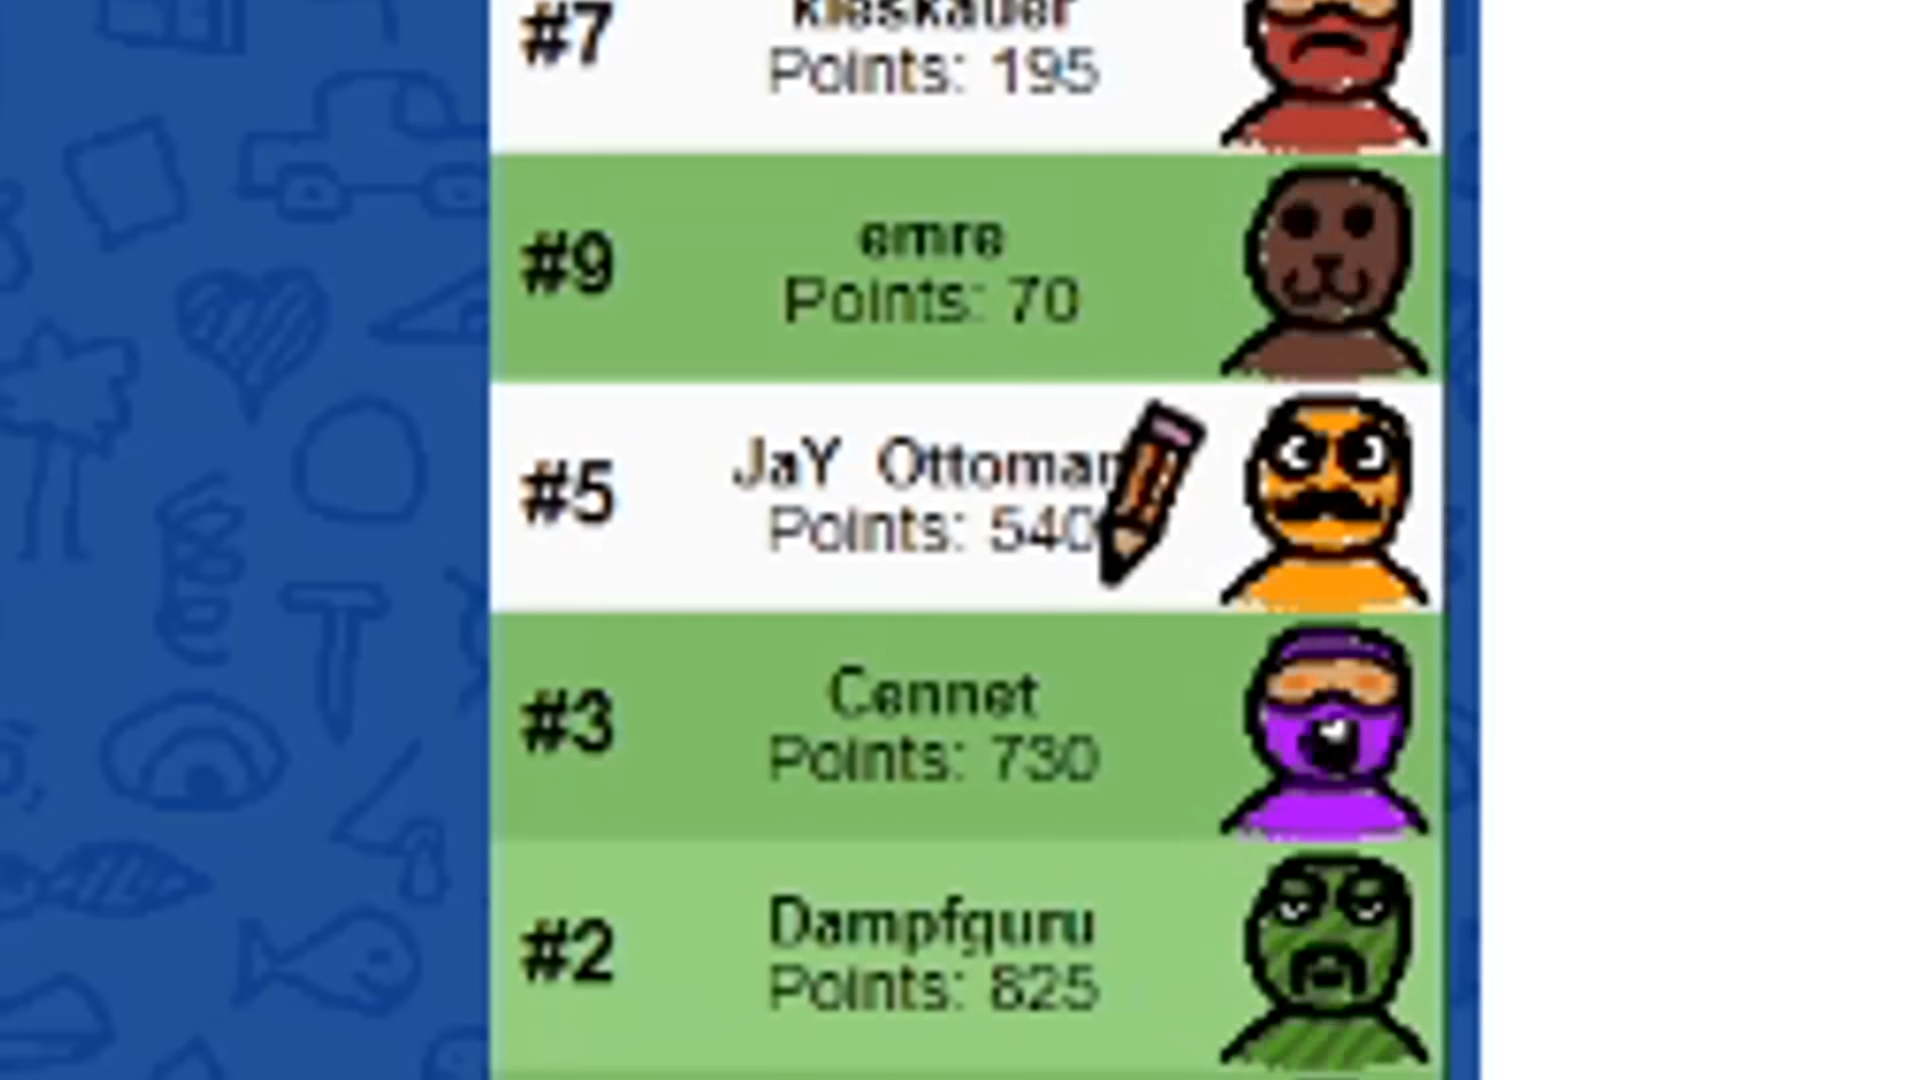 #7
kleskauer
Points: 195
#9
emre
Points: 70
#5
JaY Ottoman
Points: 540
#3
Cennet
Points: 730
#2
Dampfguru
Points: 825